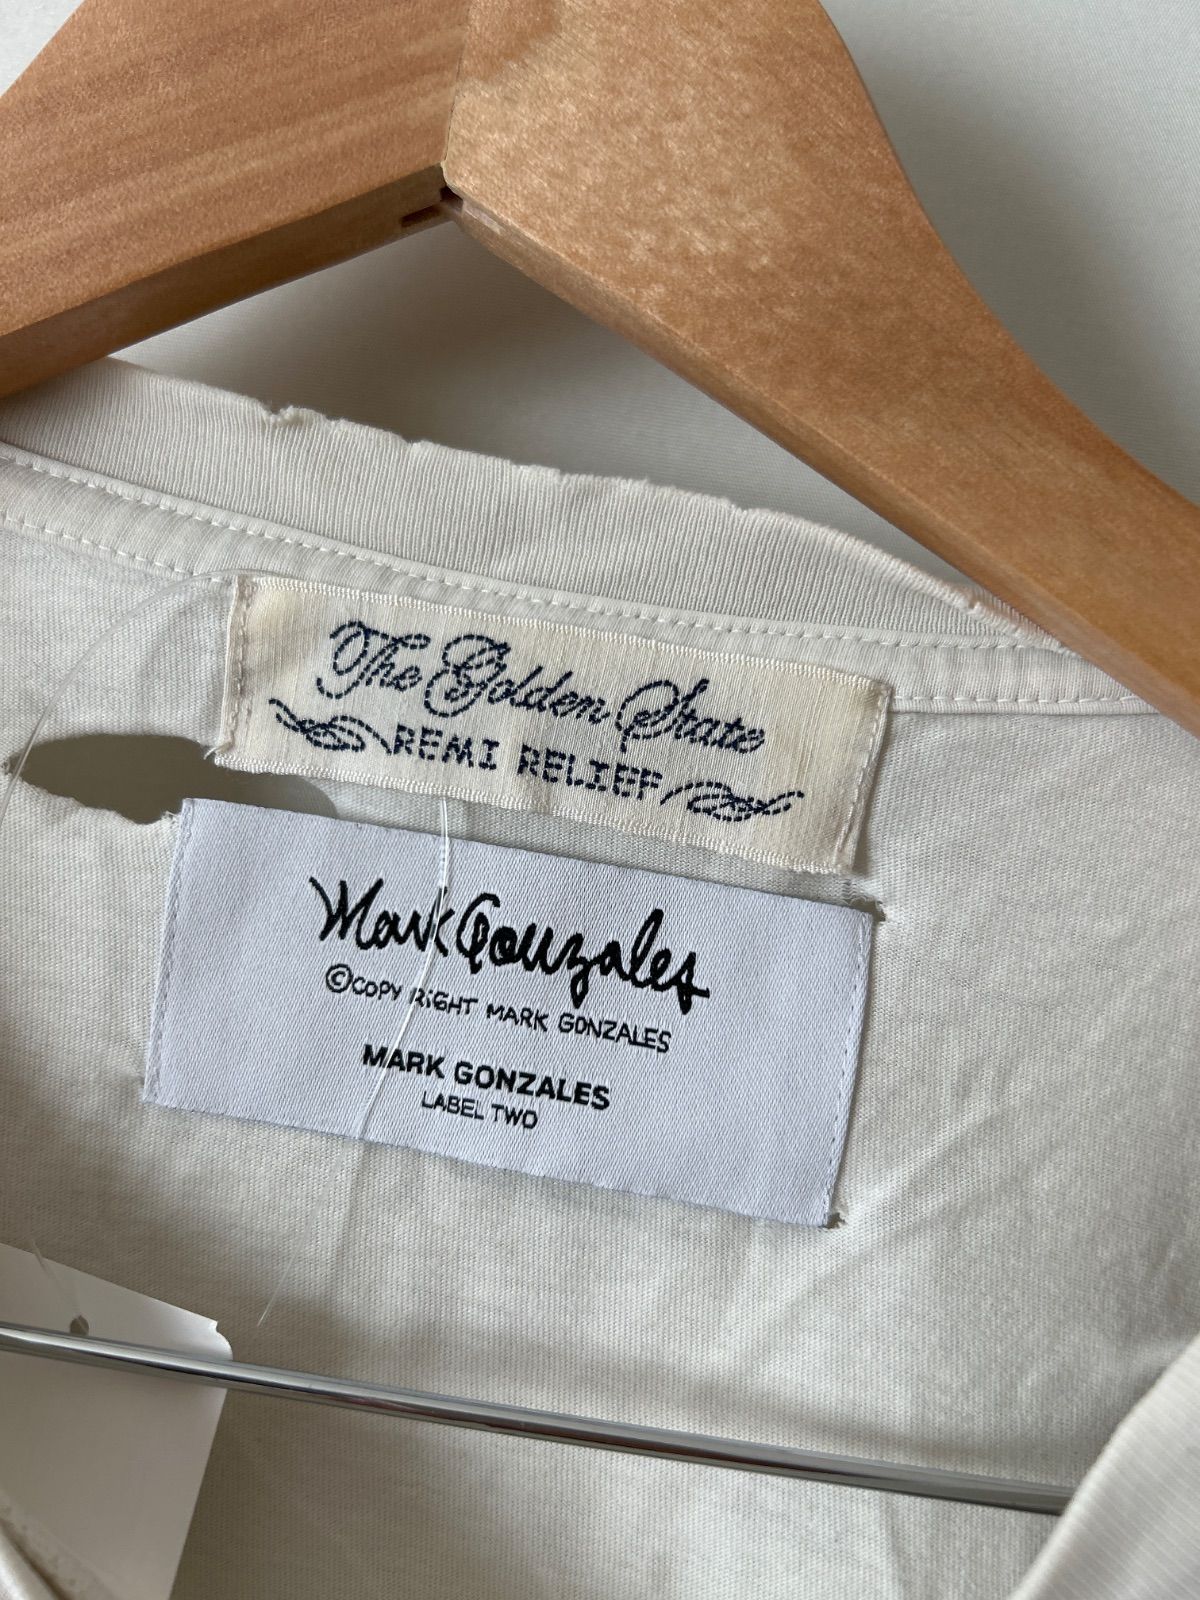 The Golden State
REMI RELIEF
Mark Gonzales
©COPY RiGHT MARK GONZALES
MARK GONZALES
LABEL TWO